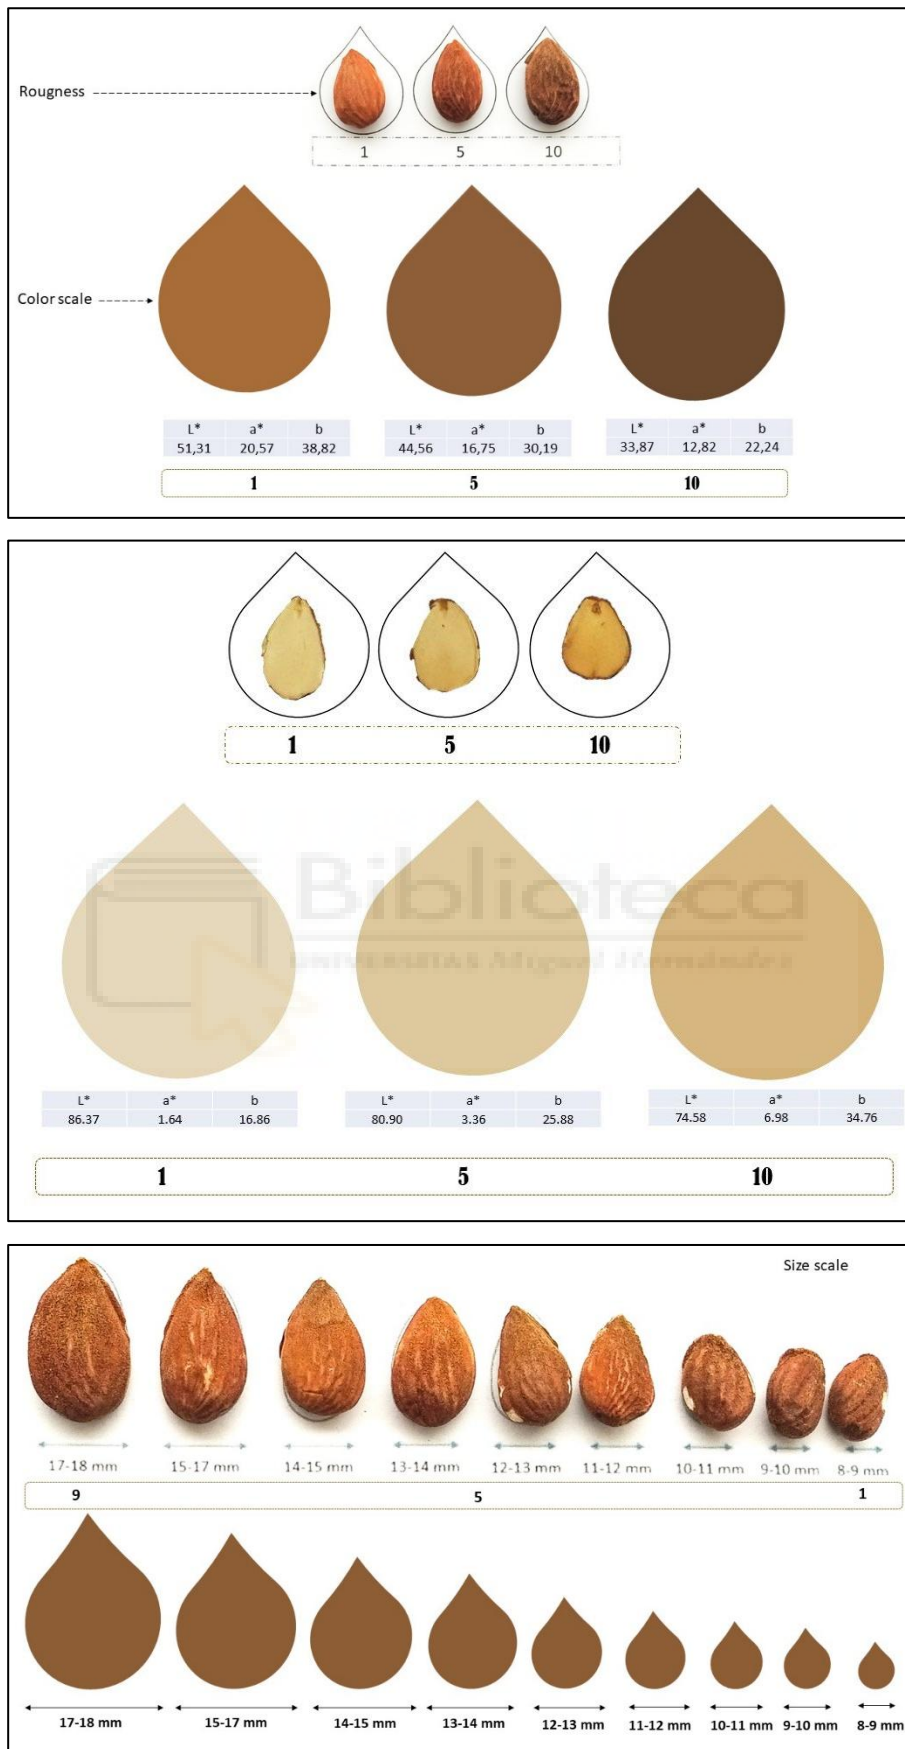 Rougness
1 5 10
Color scale
L* a* b L* a* b L* a* b
51,31 20,57 38,82 44,56 16,75 30,19 33,87 12,82 22,24
1 5 10
1 5 10
Biblioteca
UNIVERSITAS Miguel Hernández
L* a* b L* a* b L* a* b
86.37 1.64 16.86 80.90 3.36 25.88 74.58 6.98 34.76
1 5 10
Size scale
17-18 mm 15-17 mm 14-15 mm 13-14 mm 12-13 mm 11-12 mm 10-11 mm 9-10 mm 8-9 mm
9 5 1
17-18 mm 15-17 mm 14-15 mm 13-14 mm 12-13 mm 11-12 mm 10-11 mm 9-10 mm 8-9 mm